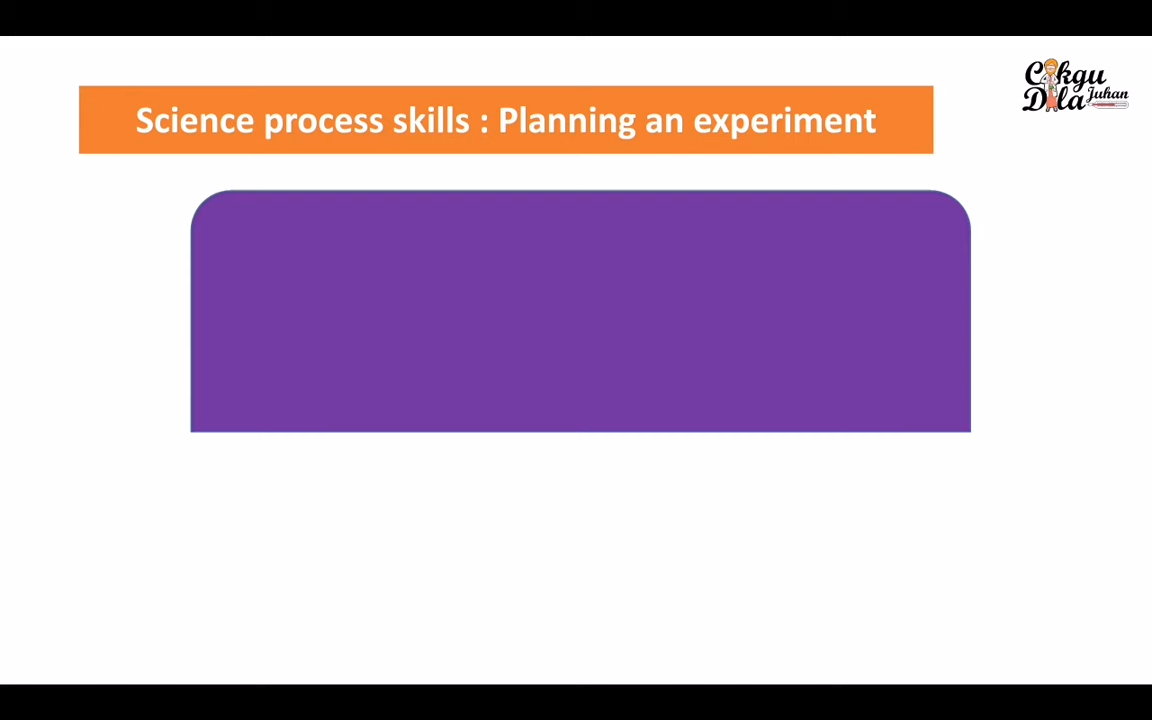 Science process skills : Planning an experiment
Cikgu
Dila Juhan